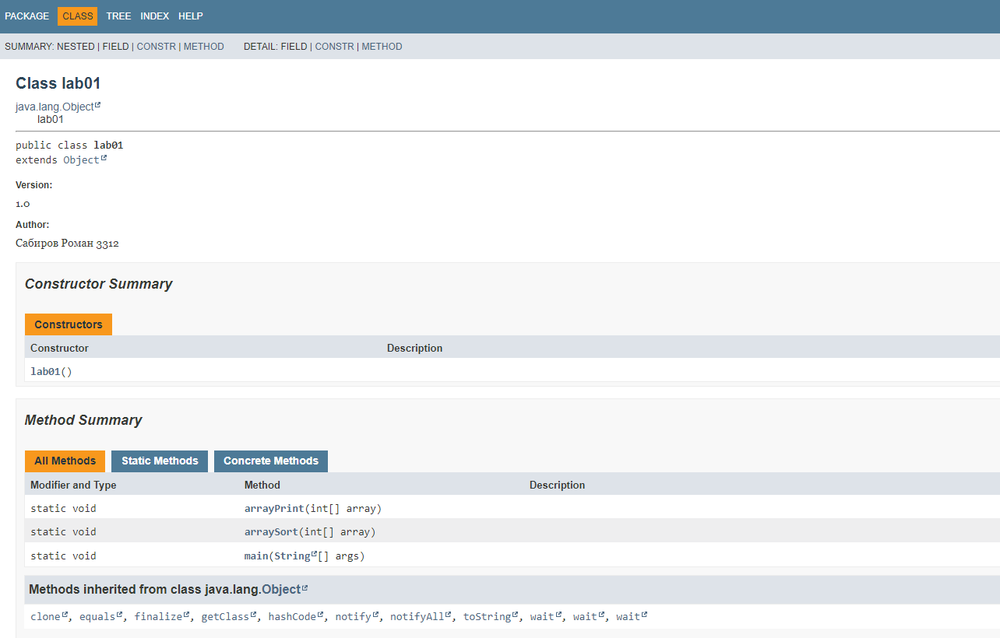 PACKAGE CLASS TREE INDEX HELP
SUMMARY: NESTED | FIELD | CONSTR | METHOD DETAIL: FIELD | CONSTR | METHOD
Class lab01
java.lang.Object
lab01
public class lab01
extends Object
Version:
1.0
Author:
Сабиров Роман 3312
Constructor Summary
Constructors
Constructor Description
lab01()
Method Summary
All Methods Static Methods Concrete Methods
Modifier and Type Method Description
static void arrayPrint(int[] array)
static void arraySort(int[] array)
static void main(String[] args)
Methods inherited from class java.lang.Object
clone, equals, finalize, getClass, hashCode, notify, notifyAll, toString, wait, wait, wait